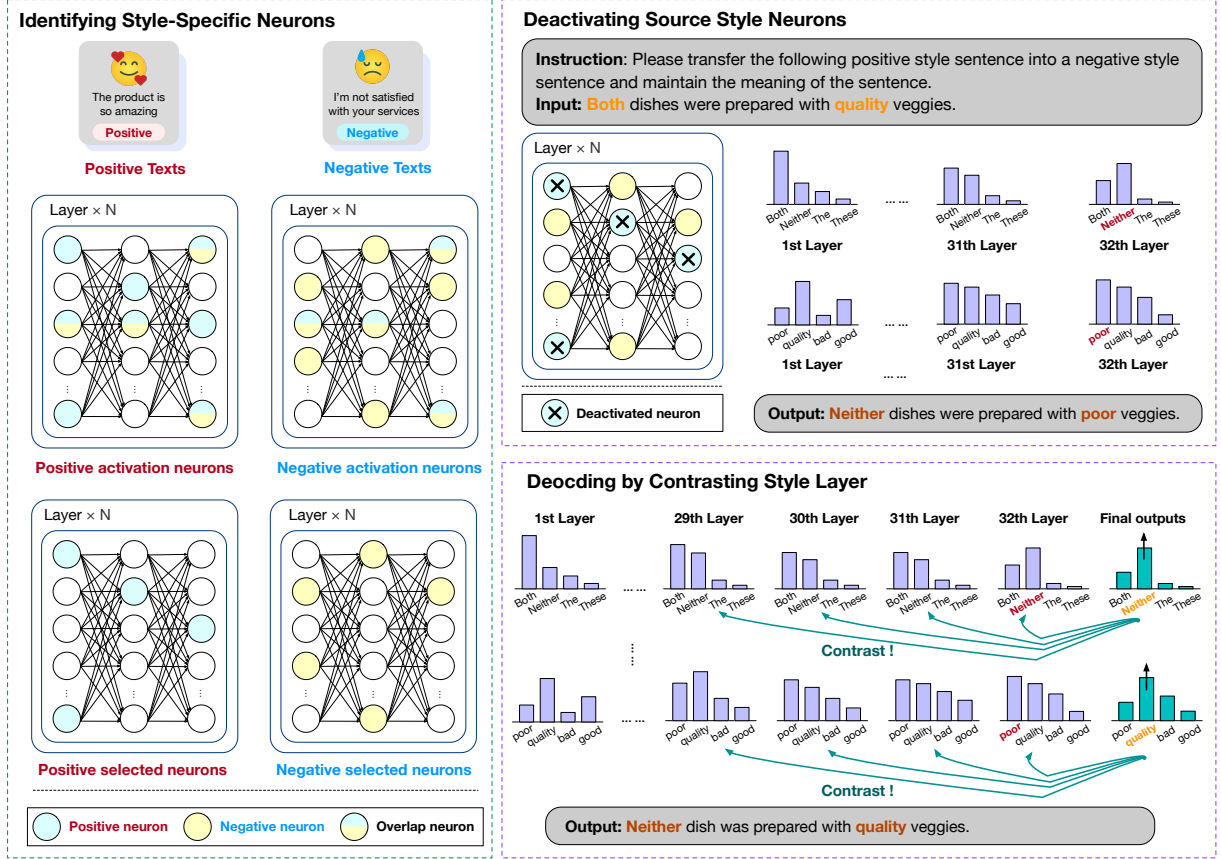 Identifying Style-Specific Neurons
The product is
so amazing
Positive
I'm not satisfied
with your services
Negative
Positive Texts
Negative Texts
Layer × N
Layer × N
Positive activation neurons
Negative activation neurons
Layer × N
Layer × N
Positive selected neurons
Negative selected neurons
Positive neuron
Negative neuron
Overlap neuron
Deactivating Source Style Neurons
Instruction: Please transfer the following positive style sentence into a negative style
sentence and maintain the meaning of the sentence.
Input: Both dishes were prepared with quality veggies.
Layer × N
Both Neither The These
... ...
Both Neither The These
Both Neither The These
1st Layer
31th Layer
32th Layer
poor quality bad good
poor quality bad good
poor quality bad good
1st Layer
... ...
31st Layer
32th Layer
Deactivated neuron
Output: Neither dishes were prepared with poor veggies.
Deocding by Contrasting Style Layer
1st Layer
29th Layer
30th Layer
31th Layer
32th Layer
Final outputs
Both Neither The These
... ...
Both Neither The These
Both Neither The These
Both Neither The These
Both Neither The These
Both Neither The These
Contrast !
poor quality bad good
... ...
poor quality bad good
poor quality bad good
poor quality bad good
poor quality bad good
poor quality bad good
Contrast !
Output: Neither dish was prepared with quality veggies.